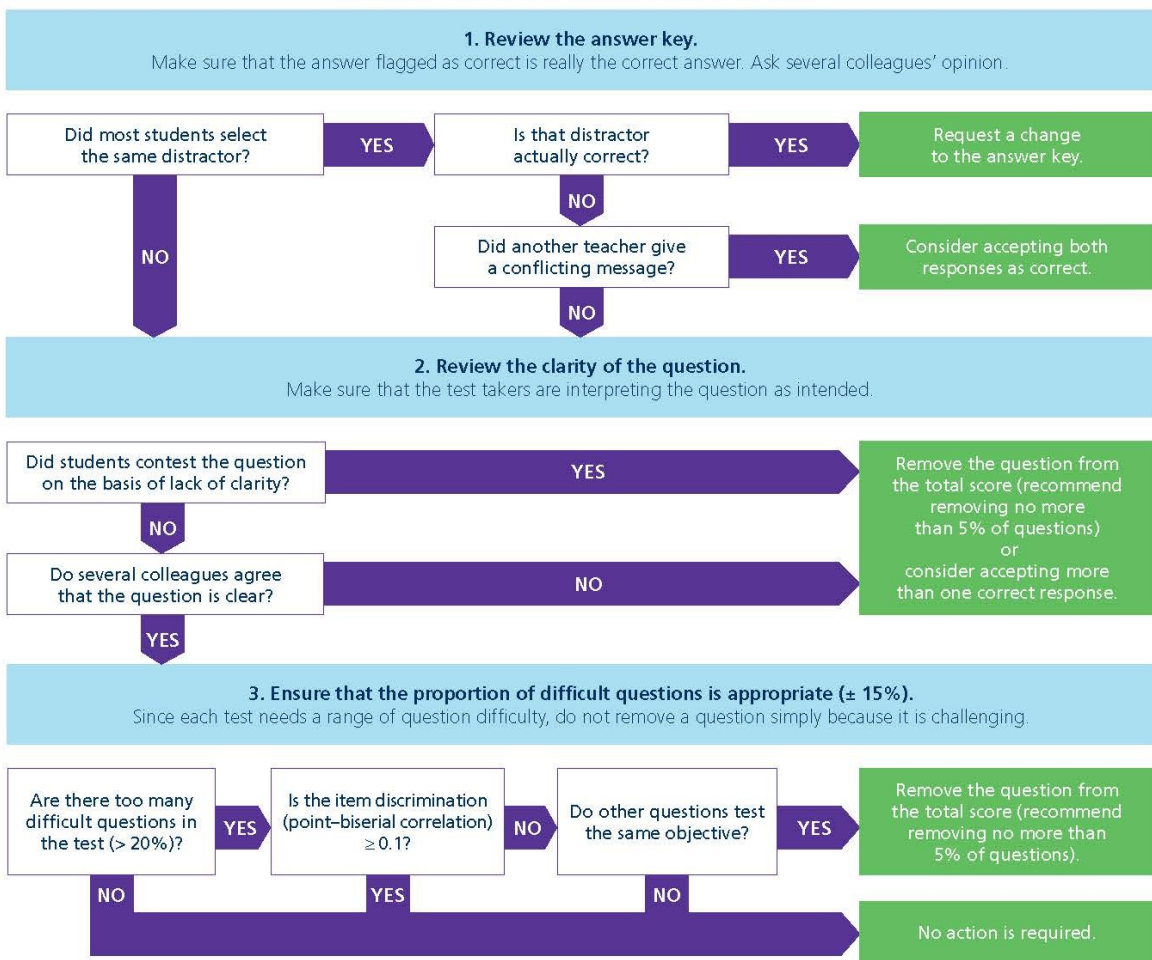 1. Review the answer key.
Make sure that the answer flagged as correct is really the correct answer. Ask several colleagues’ opinion.
Did most students select
the same distractor?
YES
Is that distractor
actually correct?
YES
Request a change
to the answer key.
NO
NO
Did another teacher give
a conflicting message?
YES
Consider accepting both
responses as correct.
NO
2. Review the clarity of the question.
Make sure that the test takers are interpreting the question as intended.
Did students contest the question
on the basis of lack of clarity?
YES
Remove the question from
the total score (recommend
removing no more
than 5% of questions)
or
consider accepting more
than one correct response.
NO
Do several colleagues agree
that the question is clear?
NO
YES
3. Ensure that the proportion of difficult questions is appropriate (± 15%).
Since each test needs a range of question difficulty, do not remove a question simply because it is challenging.
Are there too many
difficult questions in
the test (> 20%)?
YES
Is the item discrimination
(point–biserial correlation)
≥ 0.1?
NO
Do other questions test
the same objective?
YES
Remove the question from
the total score (recommend
removing no more than
5% of questions).
NO
YES
NO
No action is required.